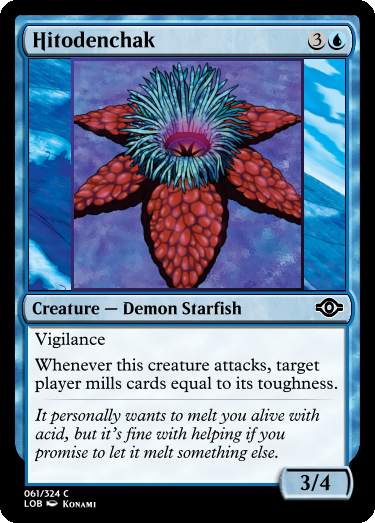 Hitodenchak 3
Creature — Demon Starfish
Vigilance
Whenever this creature attacks, target
player mills cards equal to its toughness.
It personally wants to melt you alive with
acid, but it's fine with helping if you
promise to let it melt something else.
3/4
061/324 C
LOB Konami